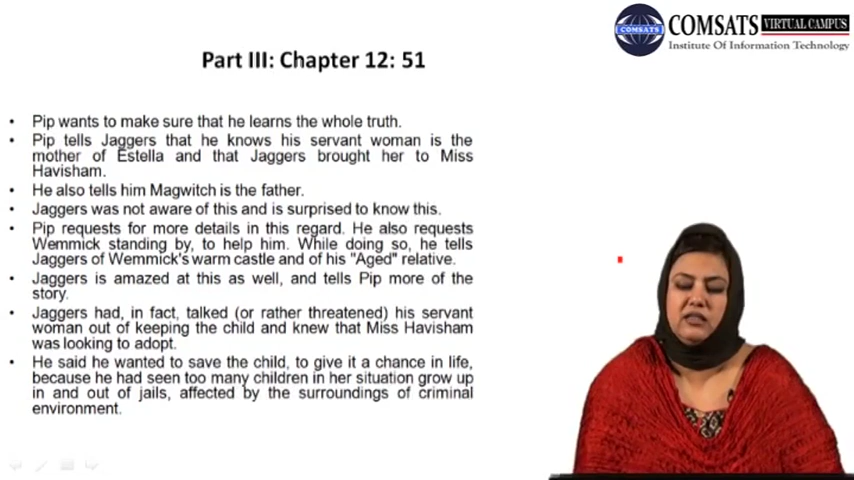 COMSATS VIRTUAL CAMPUS
COMSATS
Institute Of Information Technology
Part III: Chapter 12: 51
• Pip wants to make sure that he learns the whole truth.
• Pip tells Jaggers that he knows his servant woman is the
mother of Estella and that Jaggers brought her to Miss
Havisham.
• He also tells him Magwitch is the father.
• Jaggers was not aware of this and is surprised to know this.
• Pip requests for more details in this regard. He also requests
Wemmick standing by, to help him. While doing so, he tells
Jaggers of Wemmick's warm castle and of his "Aged" relative.
• Jaggers is amazed at this as well, and tells Pip more of the
story.
• Jaggers had, in fact, talked (or rather threatened) his servant
woman out of keeping the child and knew that Miss Havisham
was looking to adopt.
• He said he wanted to save the child, to give it a chance in life,
because he had seen too many children in her situation grow up
in and out of jails, affected by the surroundings of criminal
environment.